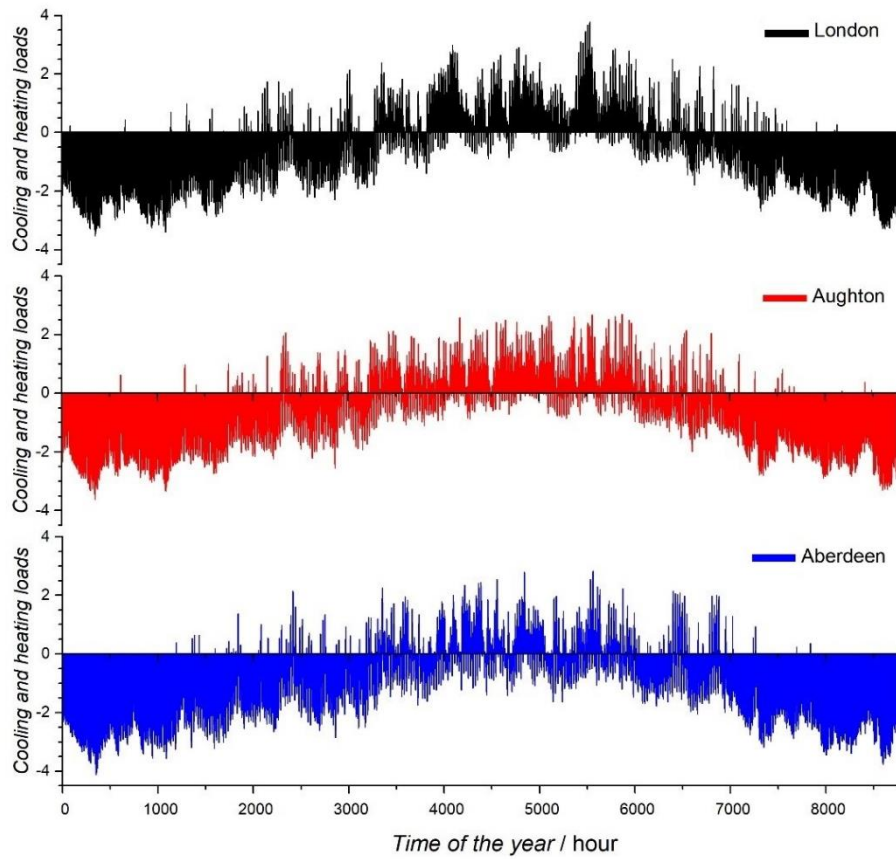 4
2
0
-2
-4
Cooling and heating loads
London
4
2
0
-2
-4
Cooling and heating loads
Aughton
4
2
0
-2
-4
Cooling and heating loads
Aberdeen
0 1000 2000 3000 4000 5000 6000 7000 8000
Time of the year / hour